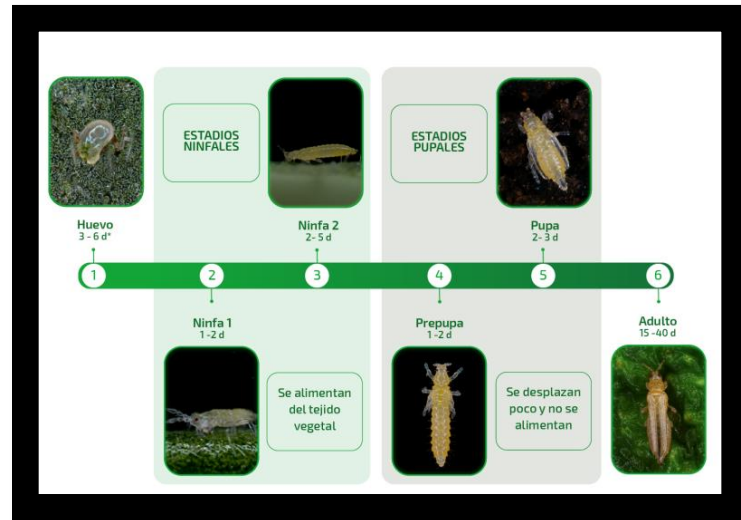 ESTADIOS
NINFALES
ESTADIOS
PUPALES
Huevo
3 - 6 d*
Ninfa 2
2- 5 d
Pupa
2- 3 d
1
2
3
4
5
6
Ninfa 1
1 -2 d
Prepupa
1 -2 d
Adulto
15 -40 d
Se alimentan
del tejido
vegetal
Se desplazan
poco y no se
alimentan